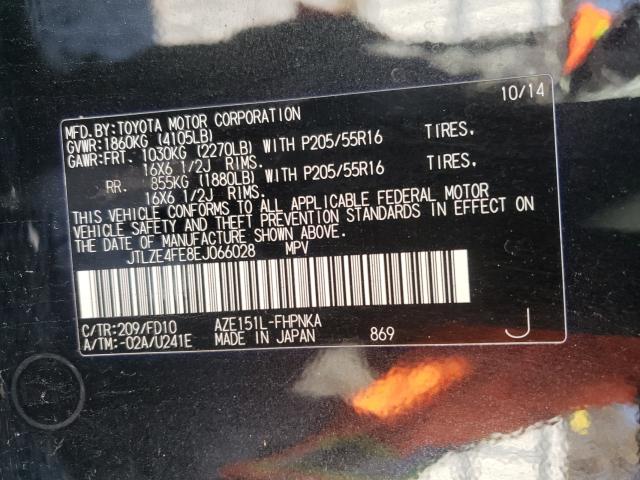 MFD.BY:TOYOTA MOTOR CORPORATION 10/14
GVWR:1860KG (4105LB)
GAWR:FRT. 1030KG (2270LB) WITH P205/55R16 TIRES.
16X6 1/2J RIMS.
RR. 855KG (1880LB) WITH P205/55R16 TIRES.
16X6 1/2J RIMS.
THIS VEHICLE CONFORMS TO ALL APPLICABLE FEDERAL MOTOR
VEHICLE SAFETY AND THEFT PREVENTION STANDARDS IN EFFECT ON
THE DATE OF MANUFACTURE SHOWN ABOVE.
JTLZE4FE8EJ066028 MPV
C/TR:209/FD10 AZE151L-FHPNKA
A/TM:-02A/U241E MADE IN JAPAN 869 J